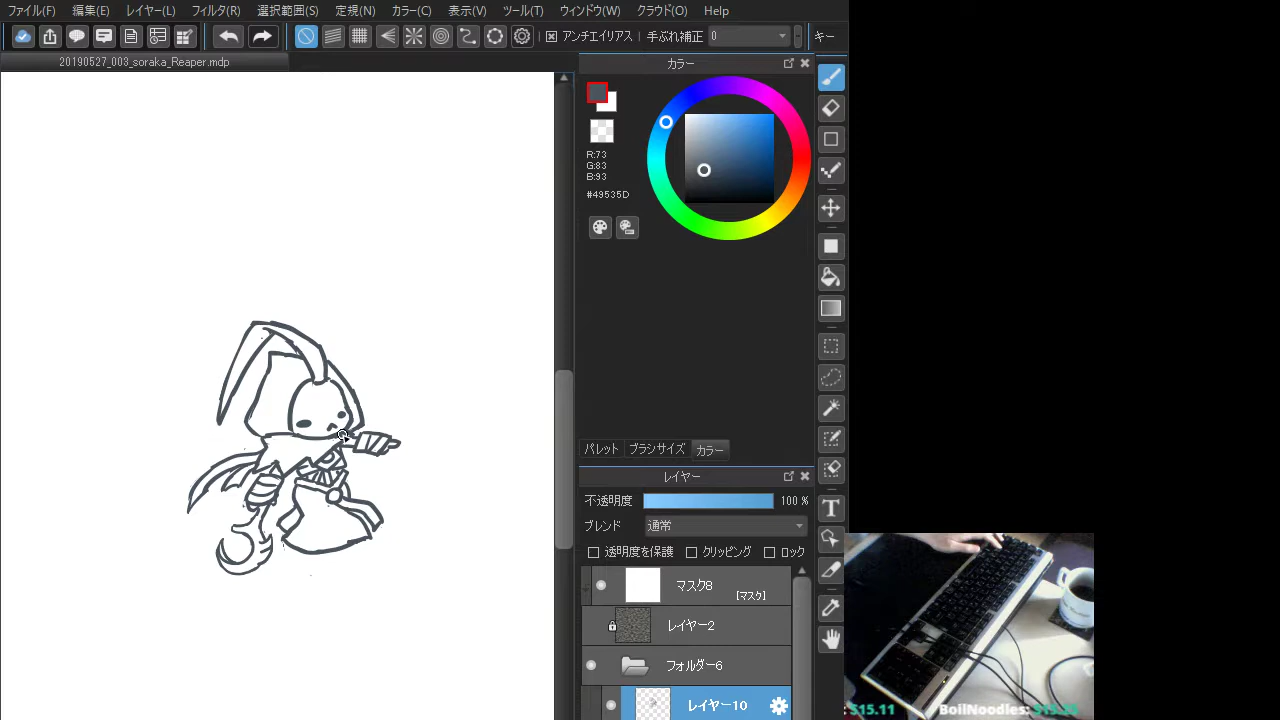 ファイル(F) 編集(E) レイヤー(L) フィルタ(R) 選択範囲(S) 定規(N) カラー(C) 表示(V) ツール(T) ウィンドウ(W) クラウド(O) Help
アンチエイリアス 手ぶれ補正 0 キー
カラー
R:73
G:83
B:93
#49535D
パレット ブラシサイズ カラー
レイヤー
不透明度 100 %
ブレンド 通常
透明度を保護 クリッピング ロック
マスク8
[マスク]
レイヤー2
フォルダー6
レイヤー10
T
: $15.11 BoilNoodles: